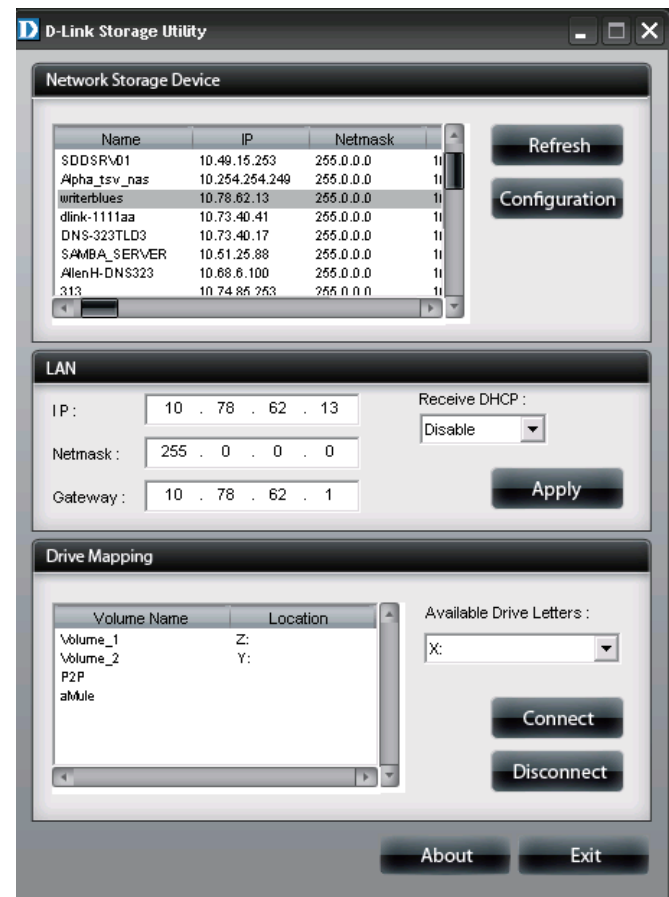 D-Link Storage Utility
Network Storage Device
Name IP Netmask
SDDSRV01 10.49.15.253 255.0.0.0
Alpha_tsv_nas 10.254.254.249 255.0.0.0
writerblues 10.78.62.13 255.0.0.0
dlink-1111aa 10.73.40.41 255.0.0.0
DNS-323TLD3 10.73.40.17 255.0.0.0
SAMBA_SERVER 10.51.25.88 255.0.0.0
AllenH-DNS323 10.68.6.100 255.0.0.0
313 10.74.85.253 255.0.0.0
Refresh
Configuration
LAN
IP : 10 . 78 . 62 . 13
Netmask : 255 . 0 . 0 . 0
Gateway : 10 . 78 . 62 . 1
Receive DHCP :
Disable
Apply
Drive Mapping
Volume Name Location
Volume_1 Z:
Volume_2 Y:
P2P
aMule
Available Drive Letters :
X:
Connect
Disconnect
About Exit